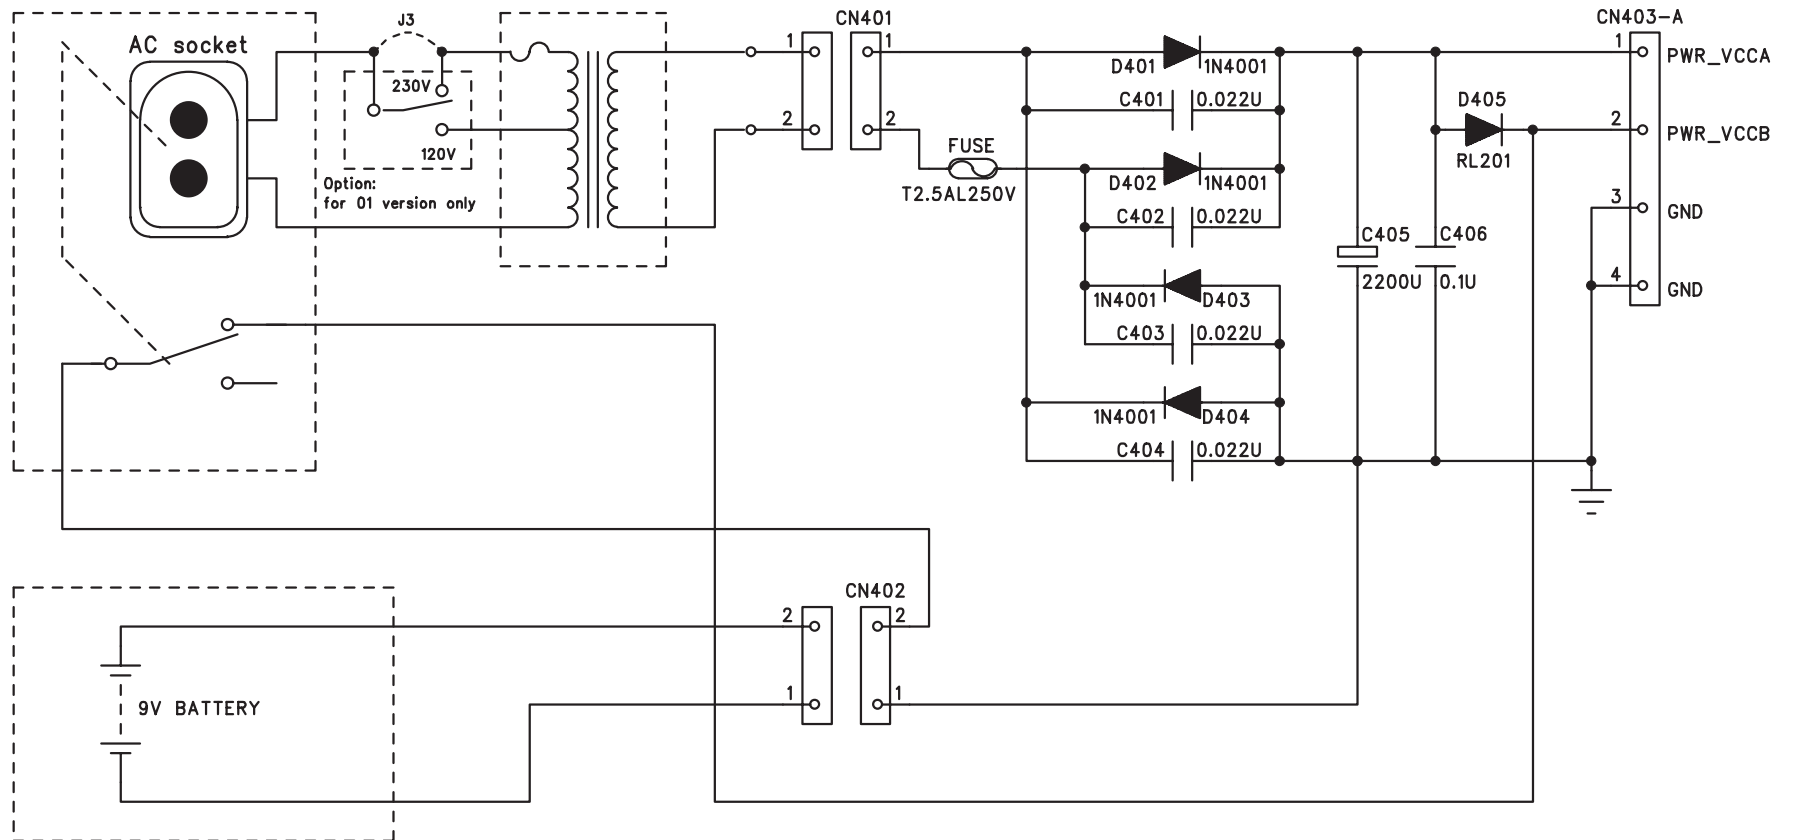 AC socket
J3
230V
120V
Option:
for 01 version only
CN401
1
1
2
2
FUSE
T2.5AL250V
D401 1N4001
C401 0.022U
D402 1N4001
C402 0.022U
1N4001 D403
C403 0.022U
1N4001 D404
C404 0.022U
C405
2200U
C406
0.1U
D405
RL201
CN403-A
1 PWR_VCCA
2 PWR_VCCB
3 GND
4 GND
CN402
2
2
1
1
9V BATTERY